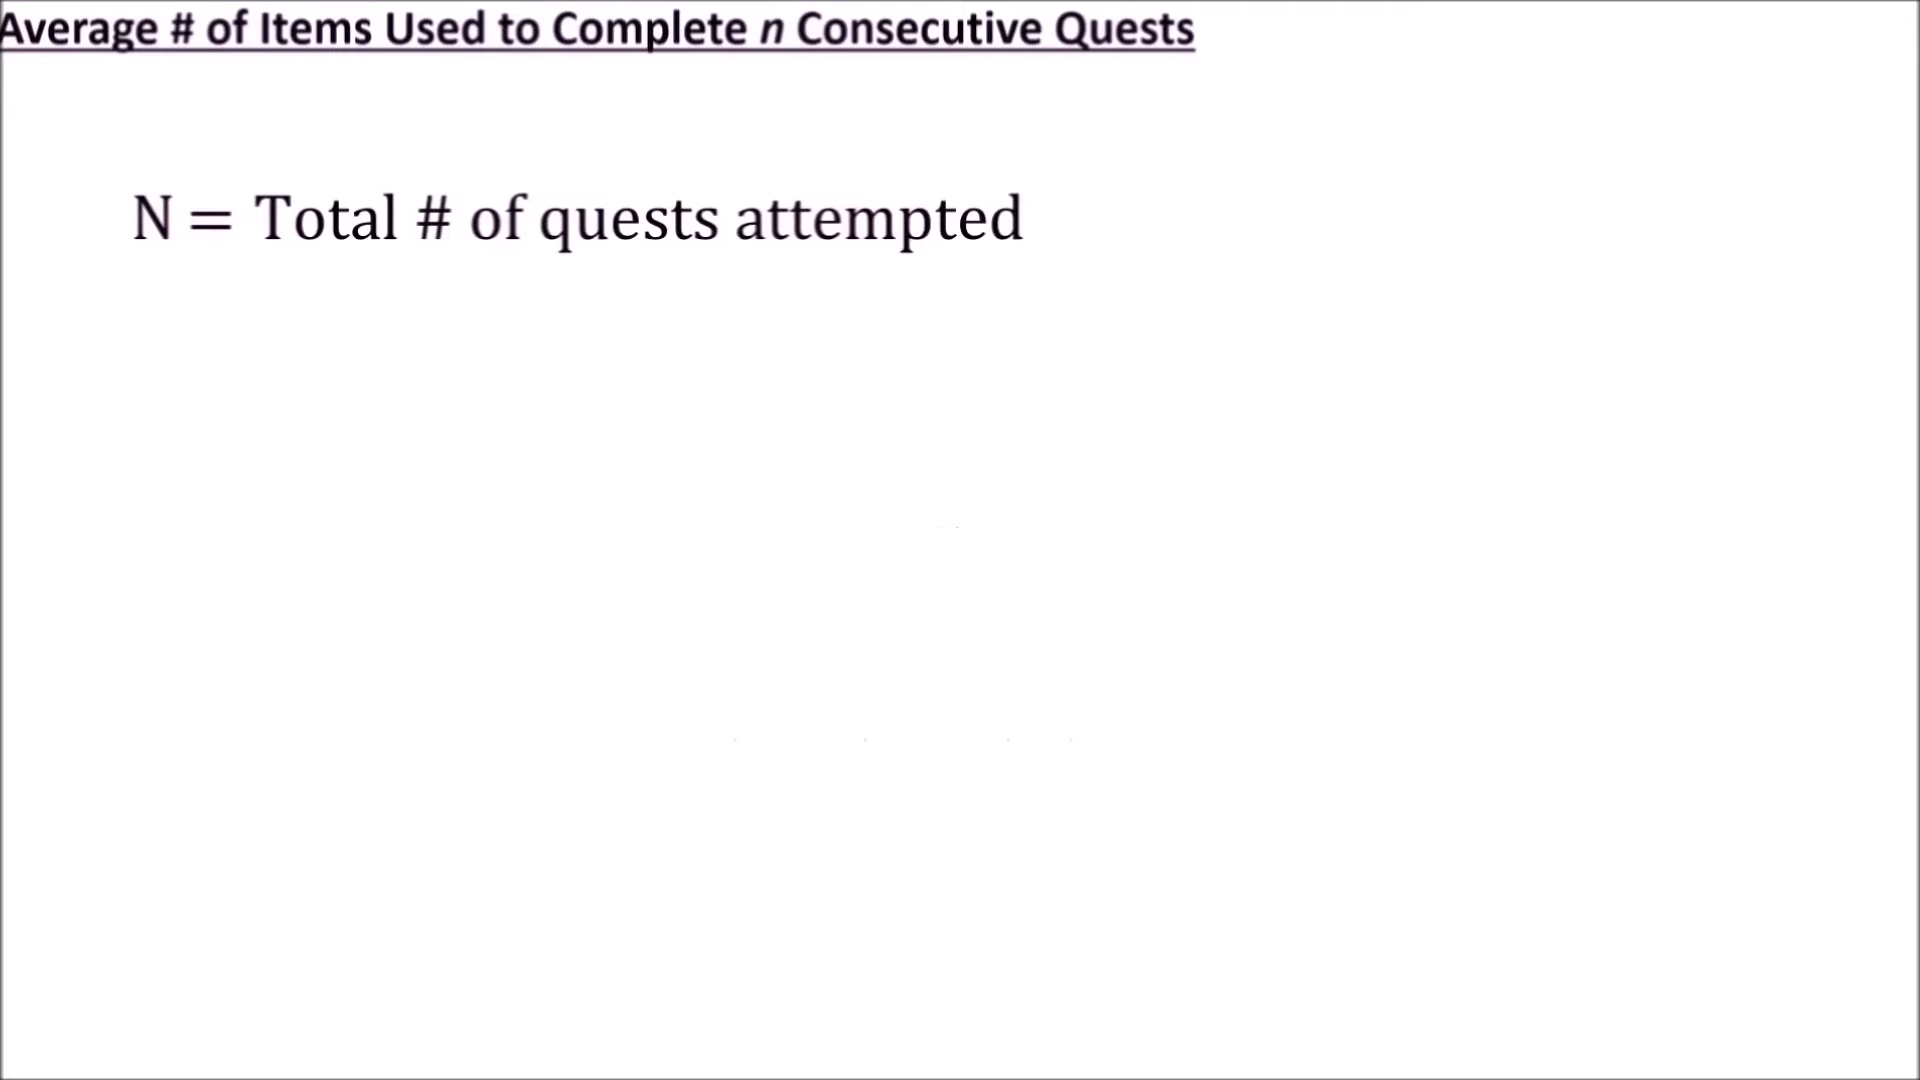 Average # of Items Used to Complete n Consecutive Quests
N = Total # of quests attempted